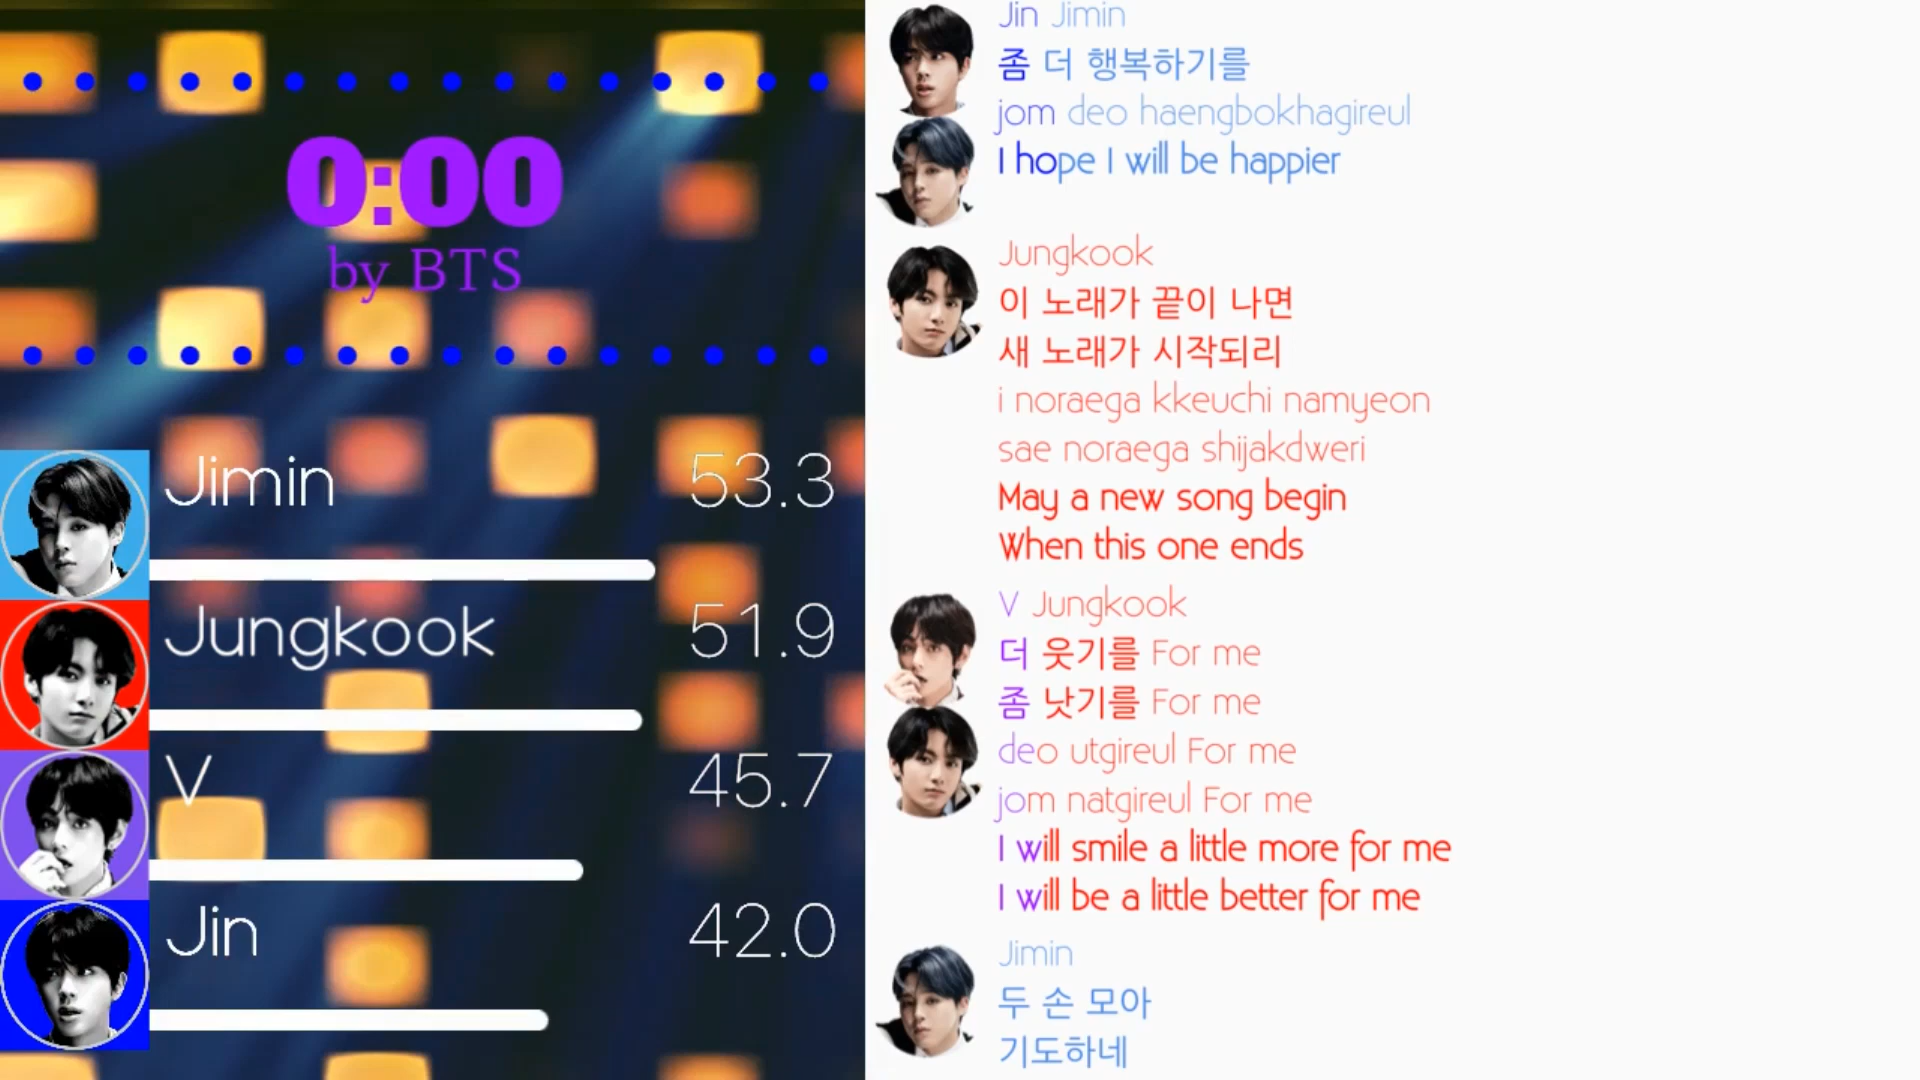 0:00
by BTS
Jimin 53.3
Jungkook 51.9
V 45.7
Jin 42.0
Jin Jimin
좀 더 행복하기를
jom deo haengbokhagireul
I hope I will be happier
Jungkook
이 노래가 끝이 나면
새 노래가 시작되리
i noraega kkeuchi namyeon
sae noraega shijakdweri
May a new song begin
When this one ends
V Jungkook
더 웃기를 For me
좀 낫기를 For me
deo utgireul For me
jom natgireul For me
I will smile a little more for me
I will be a little better for me
Jimin
두 손 모아
기도하네